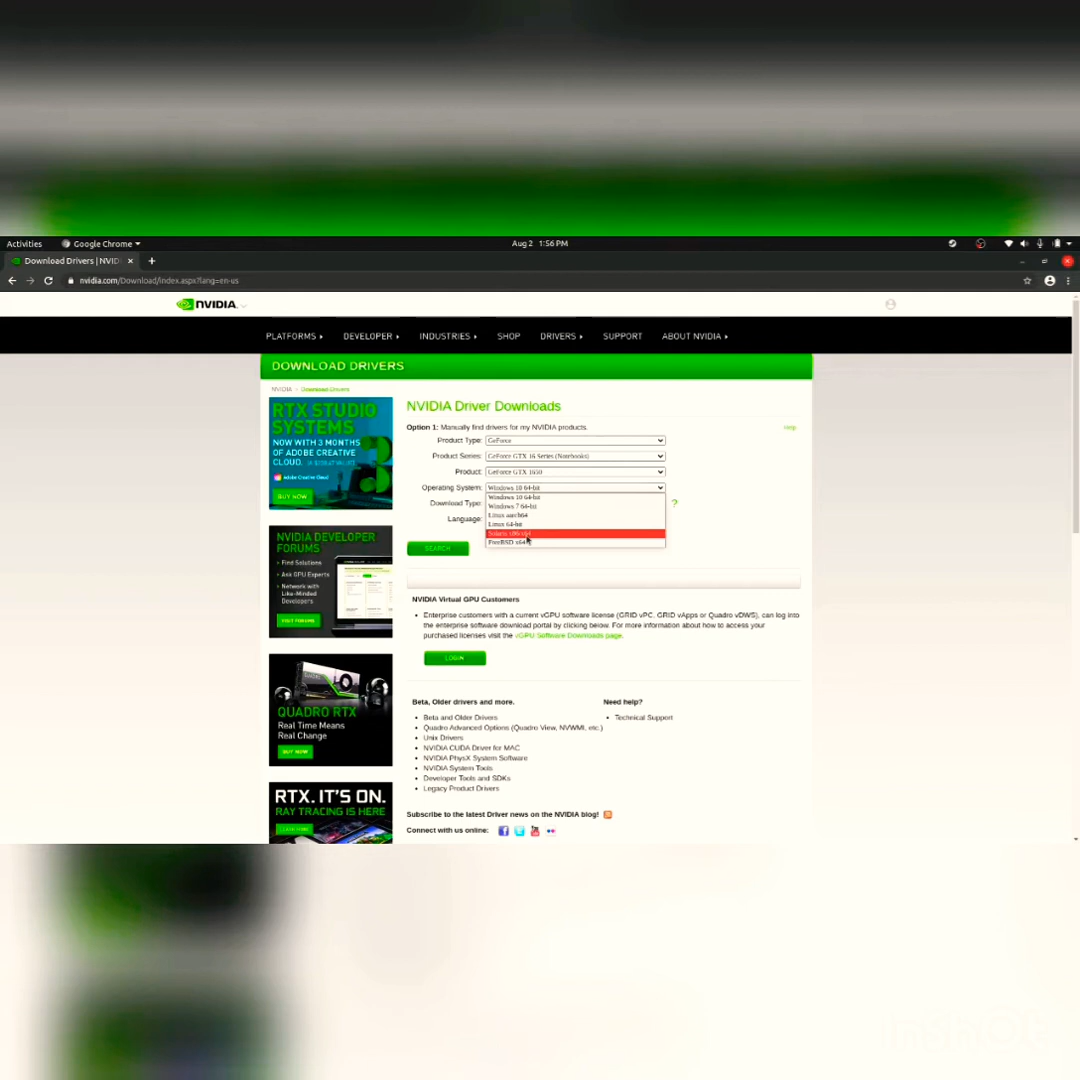 Activities Google Chrome Aug 2 1:56 PM
Download Drivers | NVID
nvidia.com/Download/index.aspx?lang=en-us
NVIDIA
PLATFORMS DEVELOPER INDUSTRIES SHOP DRIVERS SUPPORT ABOUT NVIDIA
DOWNLOAD DRIVERS
NVIDIA > Download Drivers
RTX STUDIO
SYSTEMS
NOW WITH 3 MONTHS
OF ADOBE CREATIVE
CLOUD.
Adobe Creative Cloud
BUY NOW
NVIDIA DEVELOPER
FORUMS
Find Solutions
Ask GPU Experts
Network with
Like-Minded
Developers
VISIT FORUMS
QUADRO RTX
Real Time Means
Real Change
BUY NOW
RTX. IT'S ON.
RAY TRACING IS HERE
NVIDIA Driver Downloads
Option 1: Manually find drivers for my NVIDIA products. Help
Product Type: GeForce
Product Series: GeForce GTX 16 Series (Notebooks)
Product: GeForce GTX 1650
Operating System: Windows 10 64-bit
Windows 10 64-bit
Download Type: Windows 7 64-bit ?
Linux aarch64
Language: Linux 64-bit
Solaris x86/x64
FreeBSD x64
SEARCH
NVIDIA Virtual GPU Customers
• Enterprise customers with a current vGPU software license (GRID vPC, GRID vApps or Quadro vDWS), can log into
the enterprise software download portal by clicking below. For more information about how to access your
purchased licenses visit the vGPU Software Downloads page.
LOGIN
Beta, Older drivers and more. Need help?
• Beta and Older Drivers • Technical Support
• Quadro Advanced Options (Quadro View, NVWMI, etc.)
• Unix Drivers
• NVIDIA CUDA Driver for MAC
• NVIDIA PhysX System Software
• NVIDIA System Tools
• Developer Tools and SDKs
• Legacy Product Drivers
Subscribe to the latest Driver news on the NVIDIA blog!
Connect with us online: